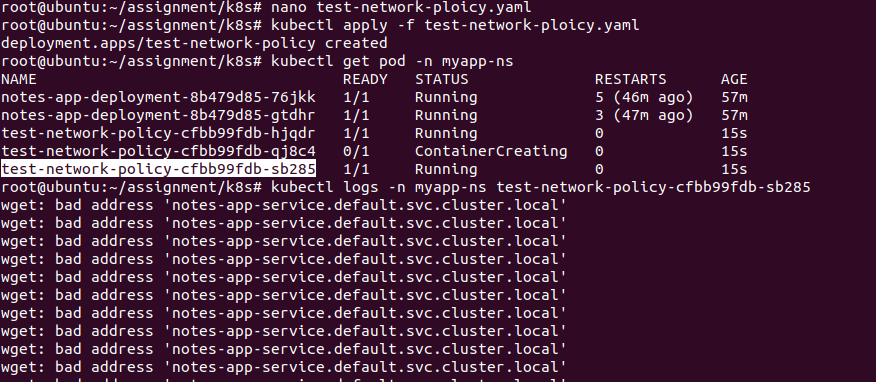 root@ubuntu:~/assignment/k8s# nano test-network-ploicy.yaml
root@ubuntu:~/assignment/k8s# kubectl apply -f test-network-ploicy.yaml
deployment.apps/test-network-policy created
root@ubuntu:~/assignment/k8s# kubectl get pod -n myapp-ns
NAME READY STATUS RESTARTS AGE
notes-app-deployment-8b479d85-76jkk 1/1 Running 5 (46m ago) 57m
notes-app-deployment-8b479d85-gtdhr 1/1 Running 3 (47m ago) 57m
test-network-policy-cfbb99fdb-hjqdr 1/1 Running 0 15s
test-network-policy-cfbb99fdb-qj8c4 0/1 ContainerCreating 0 15s
test-network-policy-cfbb99fdb-sb285 1/1 Running 0 15s
root@ubuntu:~/assignment/k8s# kubectl logs -n myapp-ns test-network-policy-cfbb99fdb-sb285
wget: bad address 'notes-app-service.default.svc.cluster.local'
wget: bad address 'notes-app-service.default.svc.cluster.local'
wget: bad address 'notes-app-service.default.svc.cluster.local'
wget: bad address 'notes-app-service.default.svc.cluster.local'
wget: bad address 'notes-app-service.default.svc.cluster.local'
wget: bad address 'notes-app-service.default.svc.cluster.local'
wget: bad address 'notes-app-service.default.svc.cluster.local'
wget: bad address 'notes-app-service.default.svc.cluster.local'
wget: bad address 'notes-app-service.default.svc.cluster.local'
wget: bad address 'notes-app-service.default.svc.cluster.local'